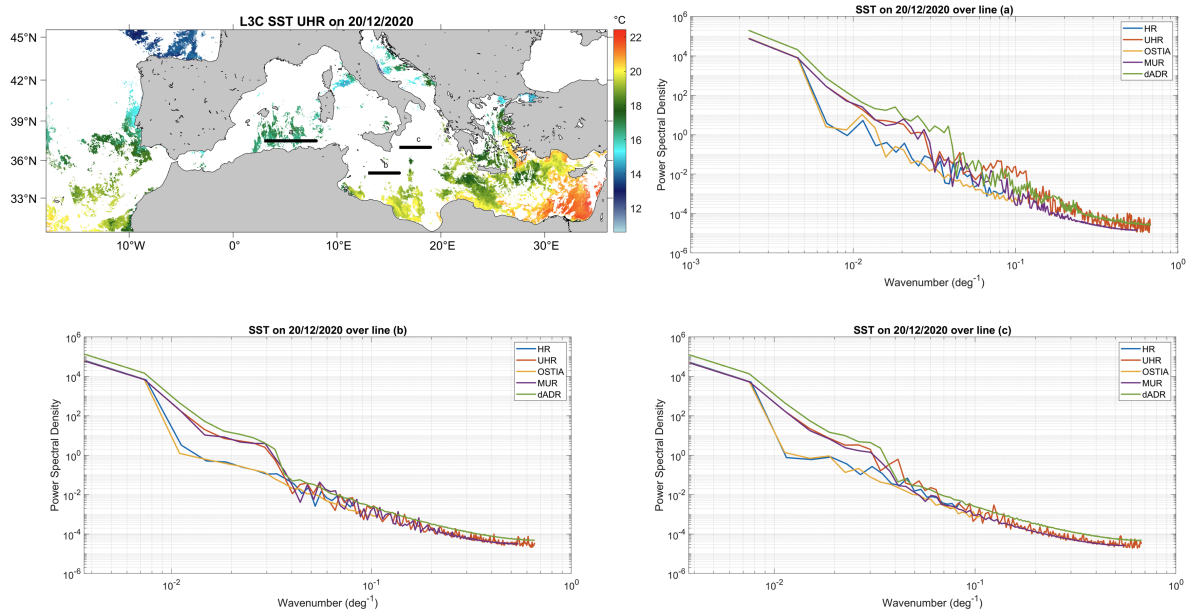 L3C SST UHR on 20/12/2020
°C
45°N
42°N
39°N
36°N
33°N
10°W
0°
10°E
20°E
30°E
22
20
18
16
14
12
a
b
c
SST on 20/12/2020 over line (a)
Power Spectral Density
10^6
10^4
10^2
10^0
10^-2
10^-4
10^-6
10^-3
10^-2
10^-1
10^0
Wavenumber (deg^-1)
HR
UHR
OSTIA
MUR
dADR
SST on 20/12/2020 over line (b)
Power Spectral Density
10^6
10^4
10^2
10^0
10^-2
10^-4
10^-6
10^-2
10^-1
10^0
Wavenumber (deg^-1)
HR
UHR
OSTIA
MUR
dADR
SST on 20/12/2020 over line (c)
Power Spectral Density
10^6
10^4
10^2
10^0
10^-2
10^-4
10^-6
10^-2
10^-1
10^0
Wavenumber (deg^-1)
HR
UHR
OSTIA
MUR
dADR